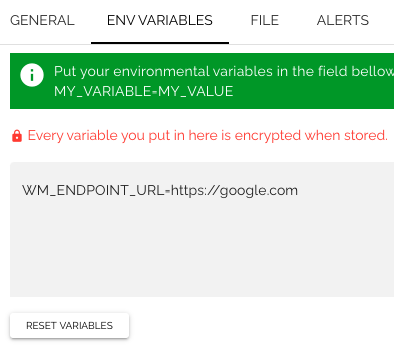 GENERAL ENV VARIABLES FILE ALERTS
Put your environmental variables in the field bellow
MY_VARIABLE=MY_VALUE
Every variable you put in here is encrypted when stored.
WM_ENDPOINT_URL=https://google.com
RESET VARIABLES